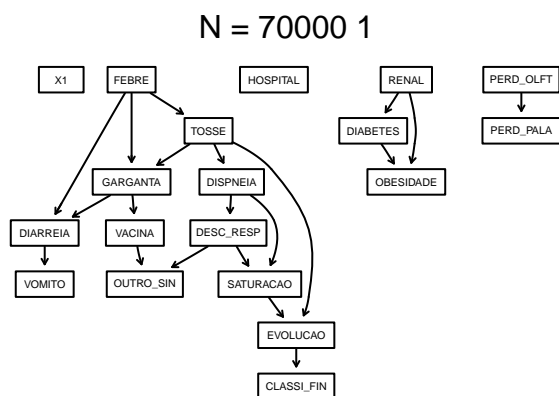 N = 70000 1
X1 FEBRE HOSPITAL RENAL PERD_OLFT
TOSSE DIABETES PERD_PALA
GARGANTA DISPNEIA OBESIDADE
DIARREIA VACINA DESC_RESP
VOMITO OUTRO_SIN SATURACAO
EVOLUCAO
CLASSI_FIN